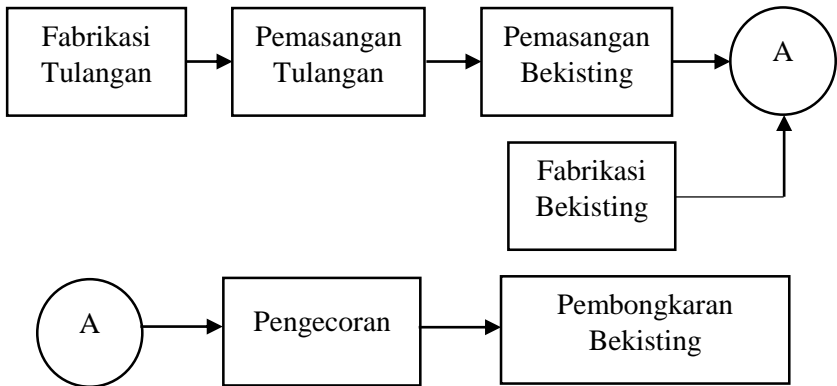 Fabrikasi
Tulangan
Pemasangan
Tulangan
Pemasangan
Bekisting
A
Fabrikasi
Bekisting
A
Pengecoran
Pembongkaran
Bekisting